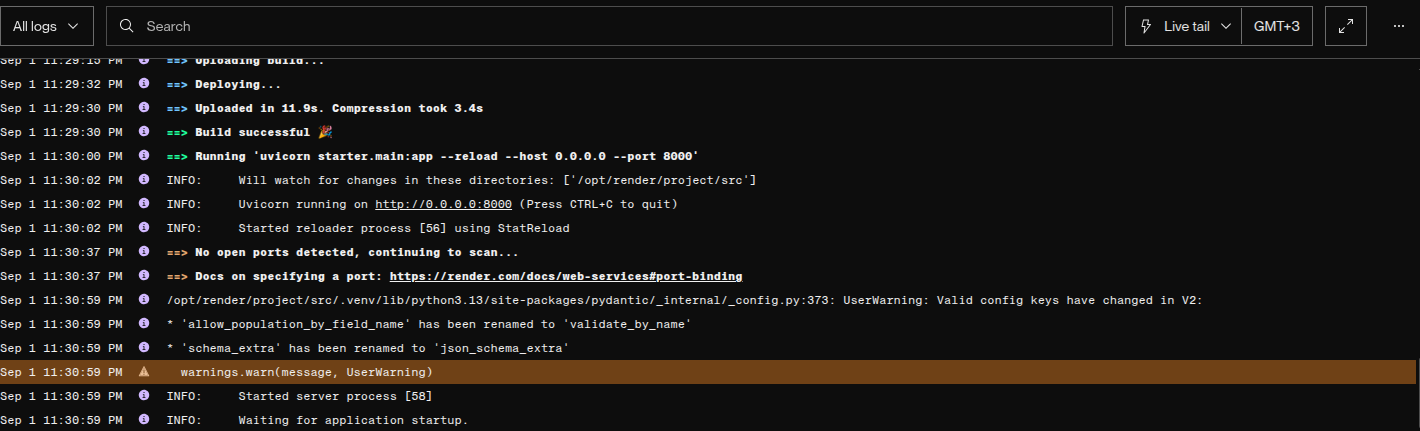 All logs Search Live tail GMT+3 ...
Sep 1 11:29:15 PM ==> Uploading build...
Sep 1 11:29:32 PM ==> Deploying...
Sep 1 11:29:30 PM ==> Uploaded in 11.9s. Compression took 3.4s
Sep 1 11:29:30 PM ==> Build successful 🎉
Sep 1 11:30:00 PM ==> Running 'uvicorn starter.main:app --reload --host 0.0.0.0 --port 8000'
Sep 1 11:30:02 PM INFO: Will watch for changes in these directories: ['/opt/render/project/src']
Sep 1 11:30:02 PM INFO: Uvicorn running on http://0.0.0.0:8000 (Press CTRL+C to quit)
Sep 1 11:30:02 PM INFO: Started reloader process [56] using StatReload
Sep 1 11:30:37 PM ==> No open ports detected, continuing to scan...
Sep 1 11:30:37 PM ==> Docs on specifying a port: https://render.com/docs/web-services#port-binding
Sep 1 11:30:59 PM /opt/render/project/src/.venv/lib/python3.13/site-packages/pydantic/_internal/_config.py:373: UserWarning: Valid config keys have changed in V2:
Sep 1 11:30:59 PM * 'allow_population_by_field_name' has been renamed to 'validate_by_name'
Sep 1 11:30:59 PM * 'schema_extra' has been renamed to 'json_schema_extra'
Sep 1 11:30:59 PM warnings.warn(message, UserWarning)
Sep 1 11:30:59 PM INFO: Started server process [58]
Sep 1 11:30:59 PM INFO: Waiting for application startup.